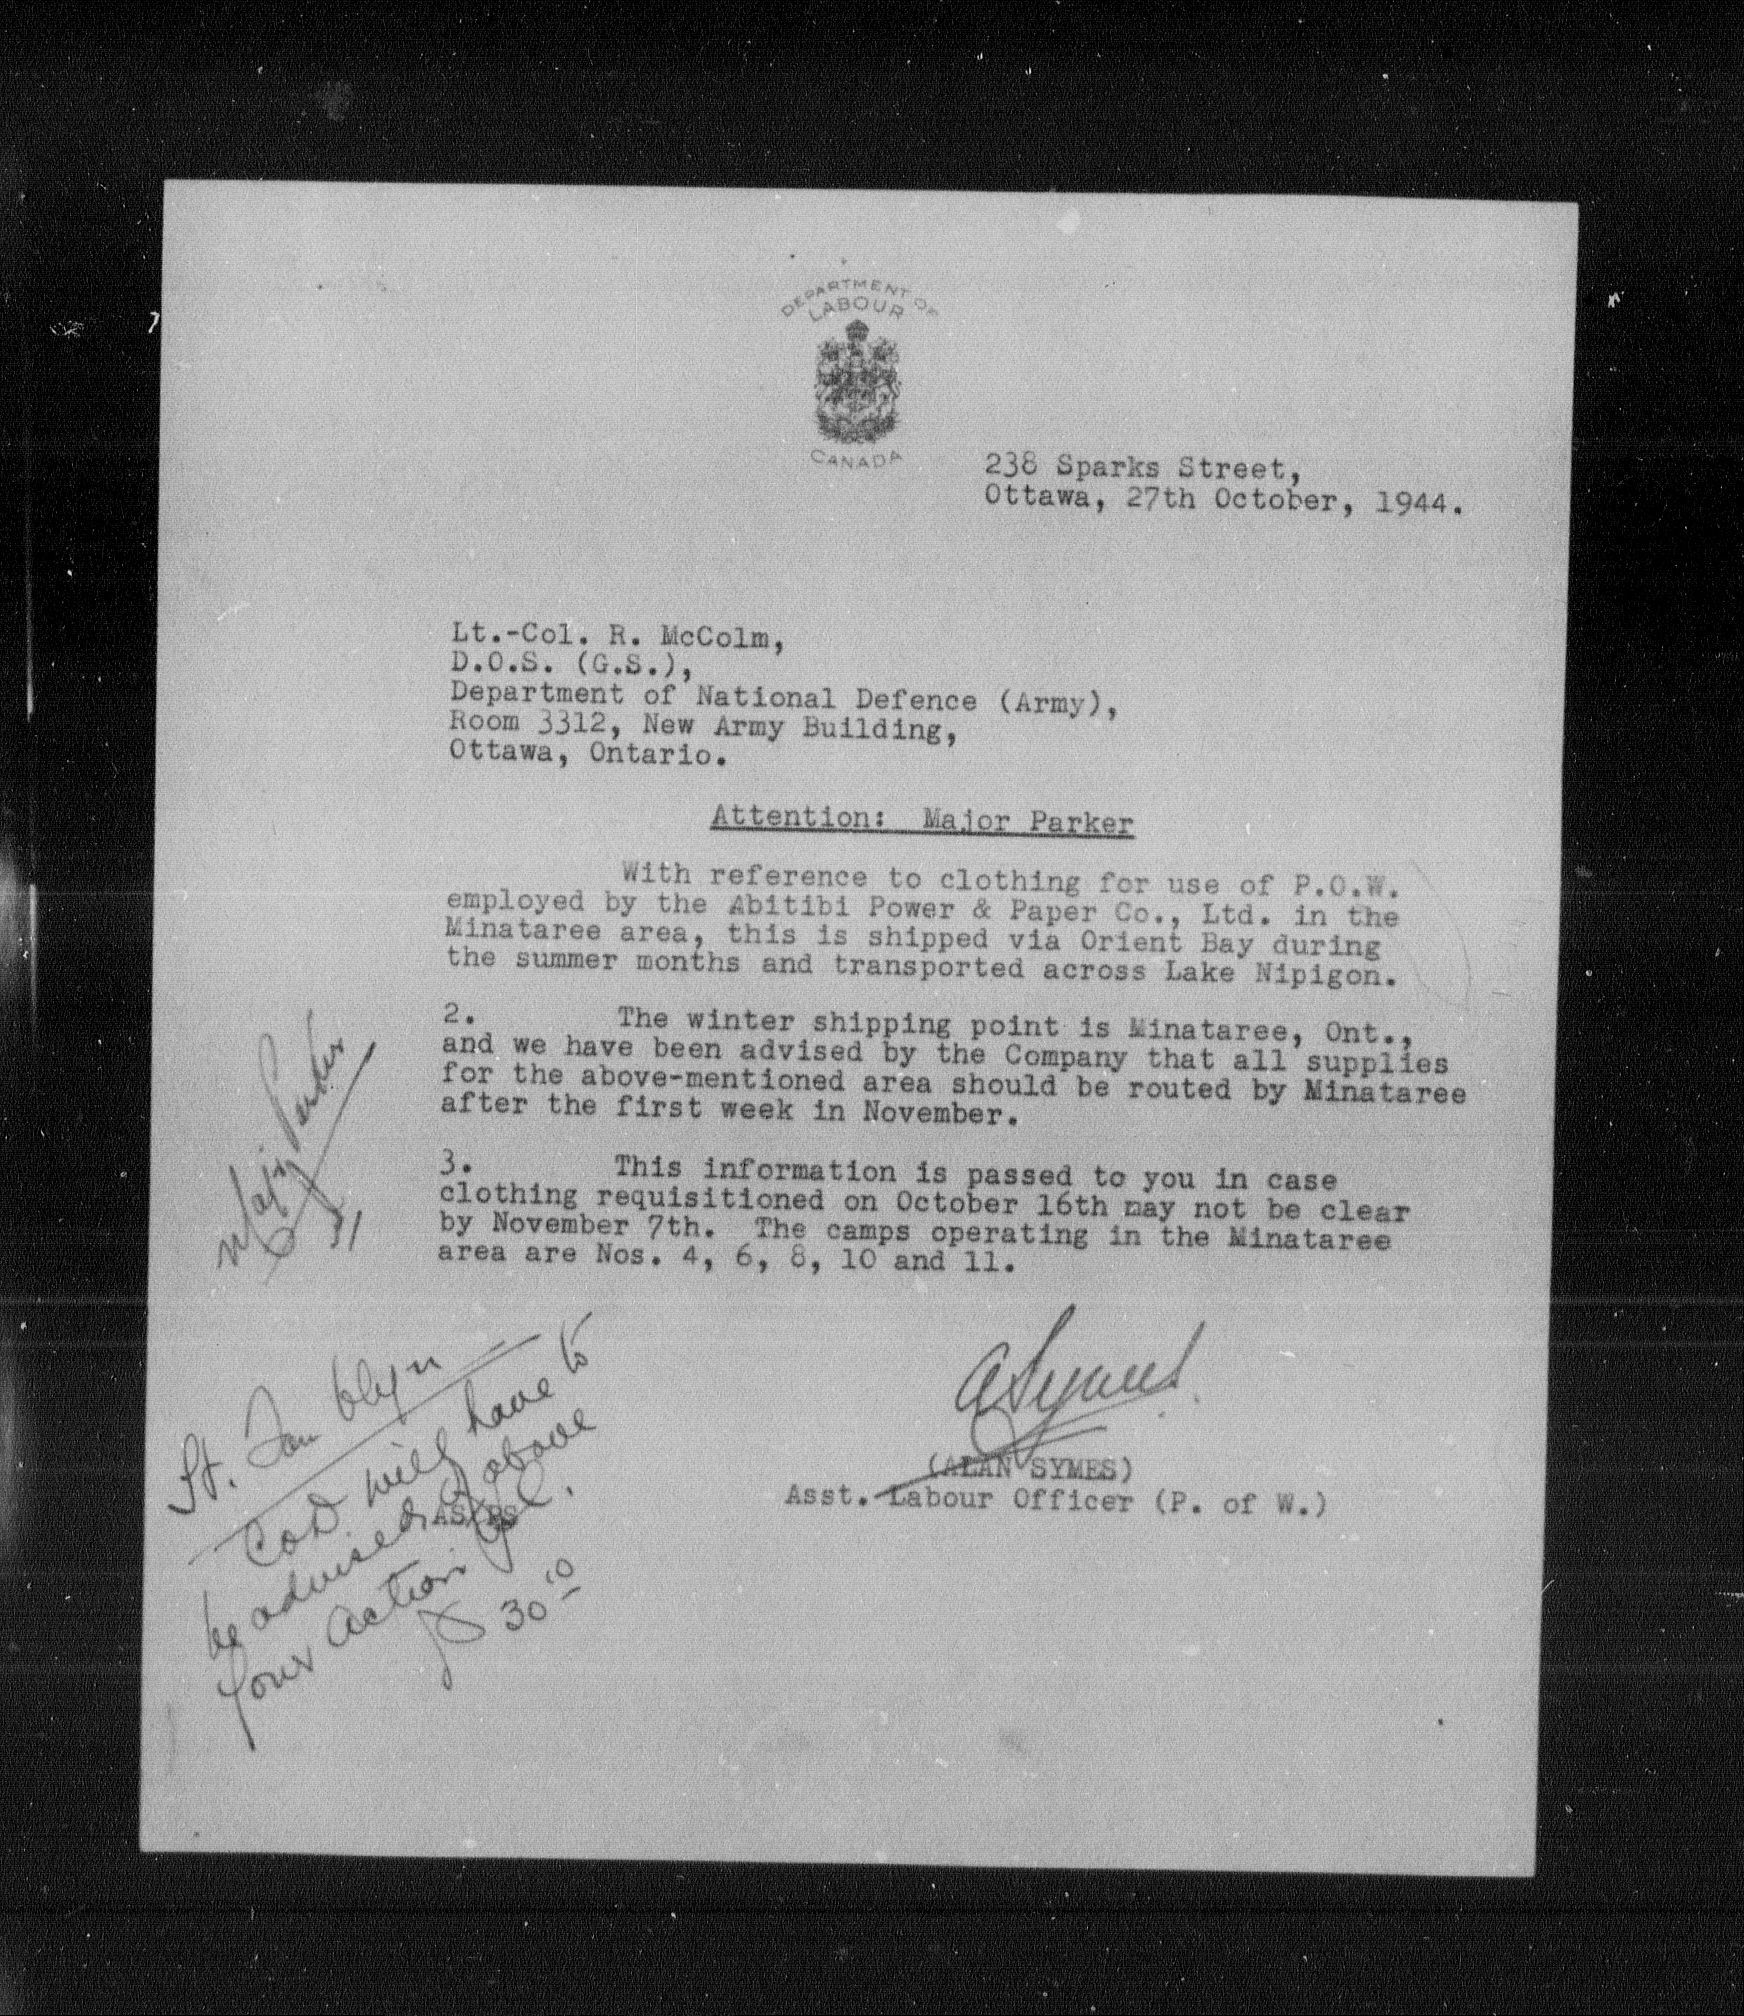 DEPARTMENT OF
LABOUR
CANADA
238 Sparks Street,
Ottawa, 27th October, 1944.
Lt.-Col. R. McColm,
D.O.S. (G.S.),
Department of National Defence (Army),
Room 3312, New Army Building,
Ottawa, Ontario.
Attention: Major Parker
With reference to clothing for use of P.O.W.
employed by the Abitibi Power & Paper Co., Ltd. in the
Minataree area, this is shipped via Orient Bay during
the summer months and transported across Lake Nipigon.
2. The winter shipping point is Minataree, Ont.,
and we have been advised by the Company that all supplies
for the above-mentioned area should be routed by Minataree
after the first week in November.
3. This information is passed to you in case
clothing requisitioned on October 16th may not be clear
by November 7th. The camps operating in the Minataree
area are Nos. 4, 6, 8, 10 and 11.
Major Parker
31
A Symes
(ALAN SYMES)
Asst. Labour Officer (P. of W.)
AS/PS
COD will have to
be advised of above
your action pl.
30 10